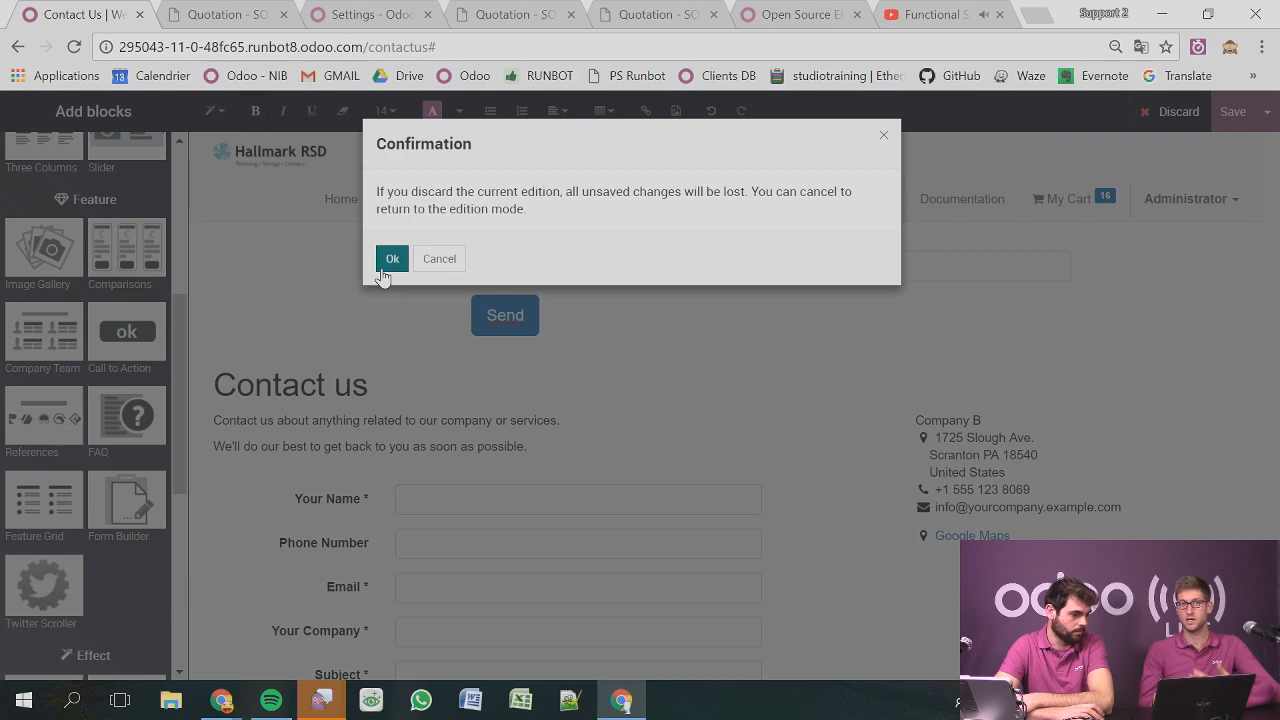 Contact Us | We
Quotation - SO
Settings - Odoo
Quotation - SO
Quotation - SO
Open Source E
Functional S
Support 2
295043-11-0-48fc65.runbot8.odoo.com/contactus#
Applications
13
Calendrier
Odoo - NIB
GMAIL
Drive
Odoo
RUNBOT
PS Runbot
Clients DB
studiotraining | Ether
GitHub
Waze
Evernote
Translate
»
Add blocks
B
I
U
14
A
Discard
Save
Three Columns
Slider
Feature
Image Gallery
Comparisons
Company Team
ok
Call to Action
References
FAQ
Feature Grid
Form Builder
Twitter Scroller
Effect
Hallmark RSD
Receiving / Storage / Delivery
Home
Documentation
My Cart 16
Administrator
Confirmation
If you discard the current edition, all unsaved changes will be lost. You can cancel to
return to the edition mode.
Ok
Cancel
Send
Contact us
Contact us about anything related to our company or services.
We'll do our best to get back to you as soon as possible.
Your Name *
Phone Number
Email *
Your Company *
Subject *
Company B
1725 Slough Ave.
Scranton PA 18540
United States
+1 555 123 8069
info@yourcompany.example.com
Google Maps
odoo